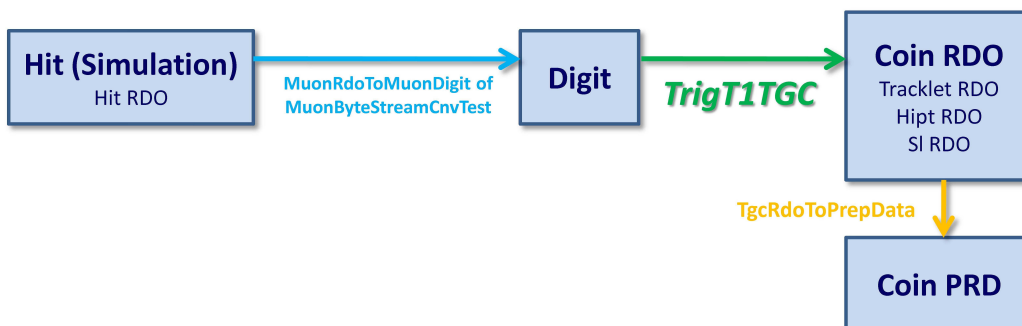 Hit (Simulation)
Hit RDO
MuonRdoToMuonDigit of
MuonByteStreamCnvTest
Digit
TrigT1TGC
Coin RDO
Tracklet RDO
Hipt RDO
Sl RDO
TgcRdoToPrepData
Coin PRD